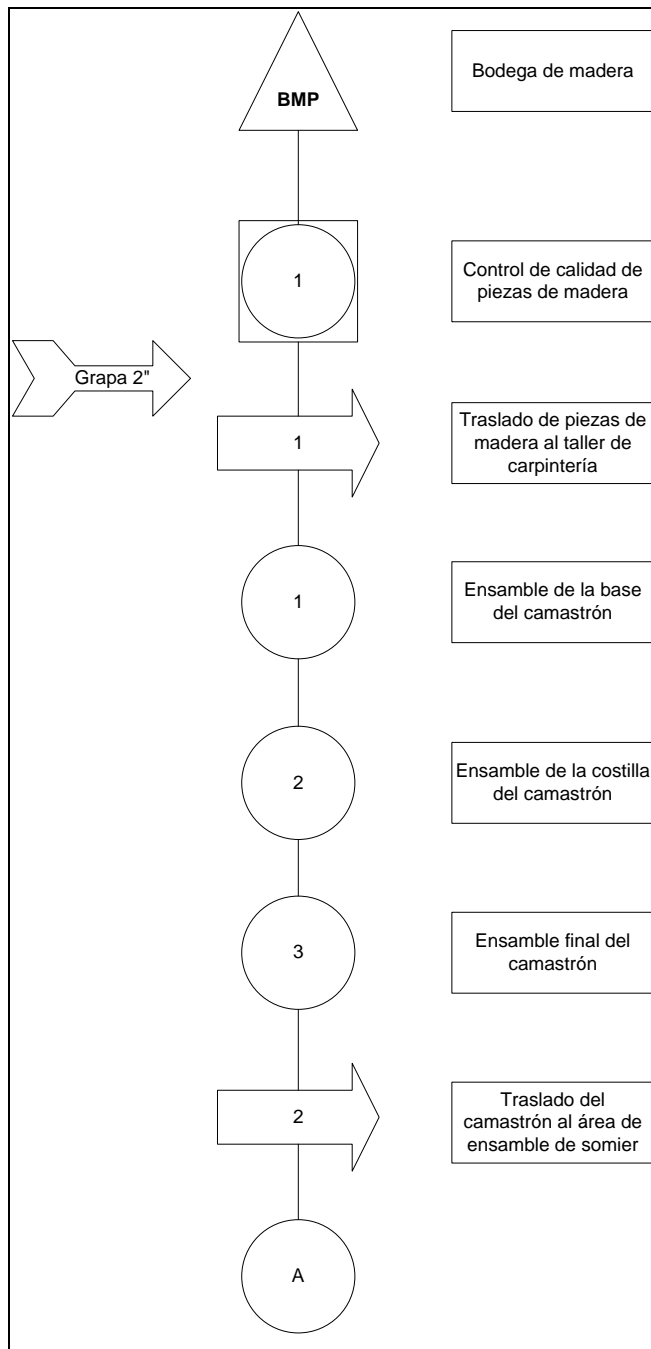 BMP
Bodega de madera
1
Control de calidad de
piezas de madera
Grapa 2"
1
Traslado de piezas de
madera al taller de
carpintería
1
Ensamble de la base
del camastrón
2
Ensamble de la costilla
del camastrón
3
Ensamble final del
camastrón
2
Traslado del
camastrón al área de
ensamble de somier
A